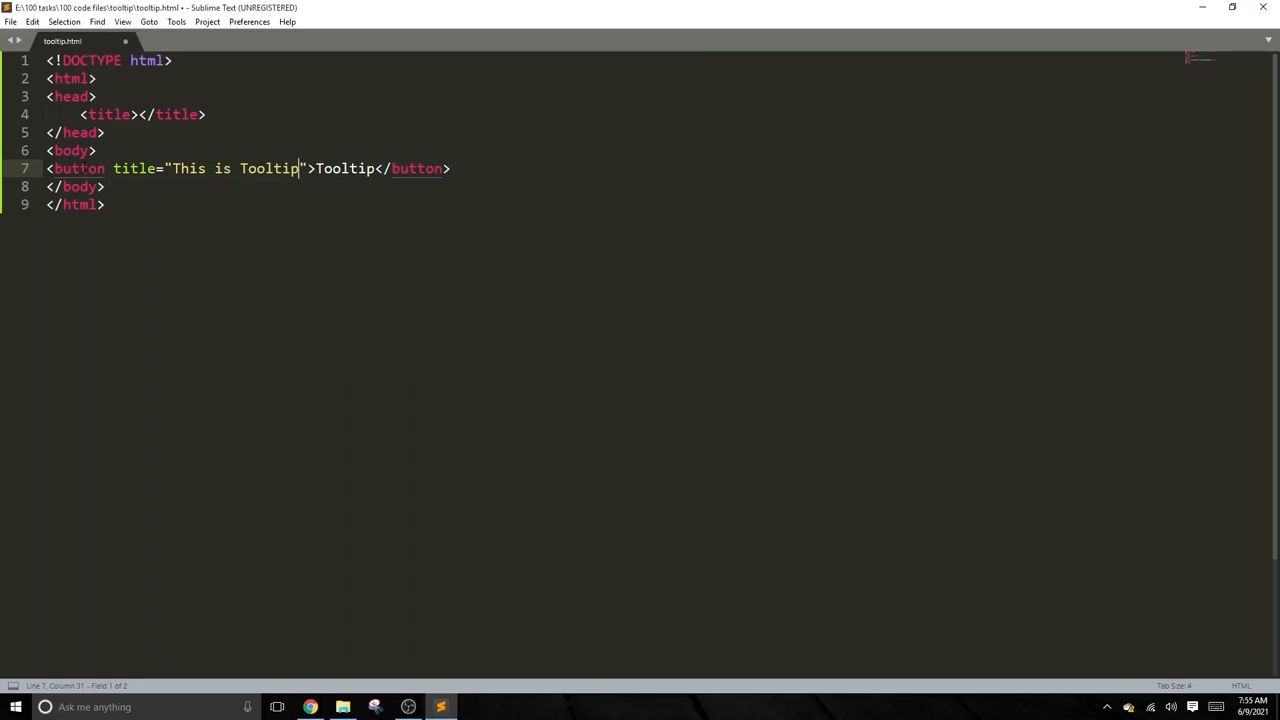 E:\100 tasks\100 code files\tooltip\tooltip.html • - Sublime Text (UNREGISTERED)
File Edit Selection Find View Goto Tools Project Preferences Help
tooltip.html
1 <!DOCTYPE html>
2 <html>
3 <head>
4 <title></title>
5 </head>
6 <body>
7 <button title="This is Tooltip">Tooltip</button>
8 </body>
9 </html>
Line 7, Column 31 - Field 1 of 2 Tab Size: 4 HTML
Ask me anything
7:55 AM
6/9/2021